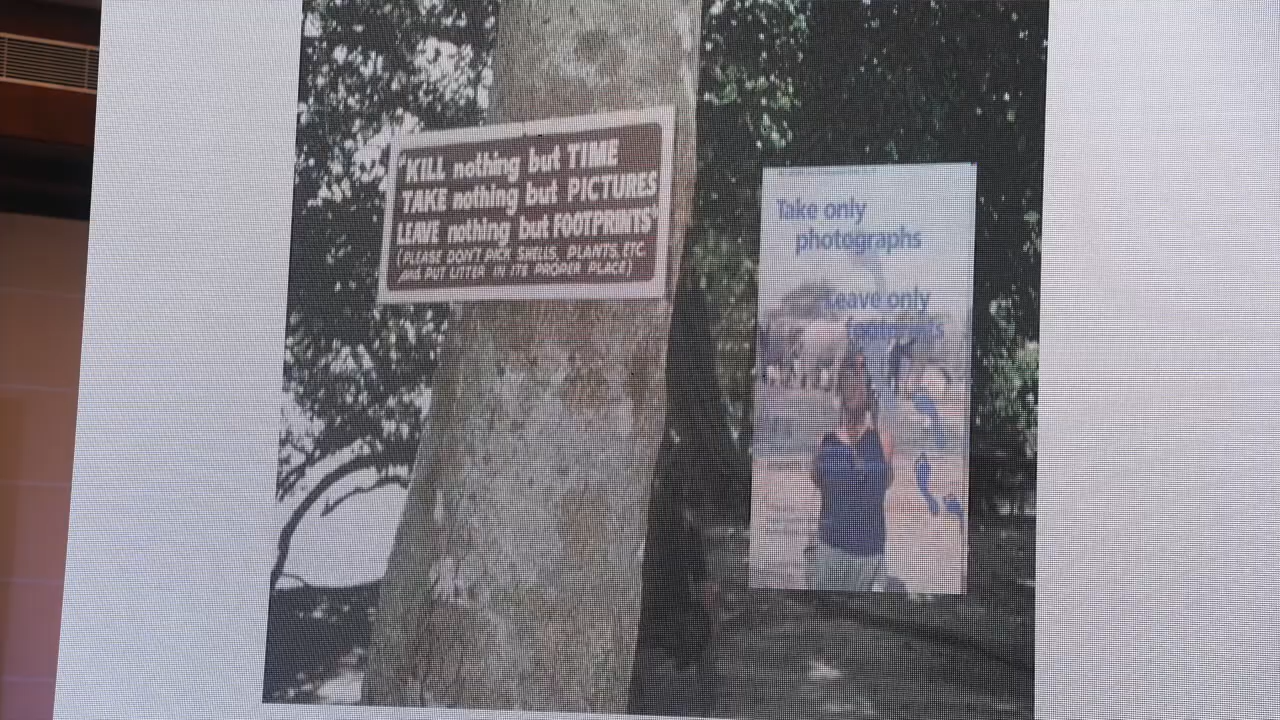 "KILL nothing but TIME
TAKE nothing but PICTURES
LEAVE nothing but FOOTPRINTS"
(PLEASE DON'T PICK SHELLS, PLANTS, ETC
AND PUT LITTER IN ITS PROPER PLACE)
Take only
photographs
Leave only
footprints